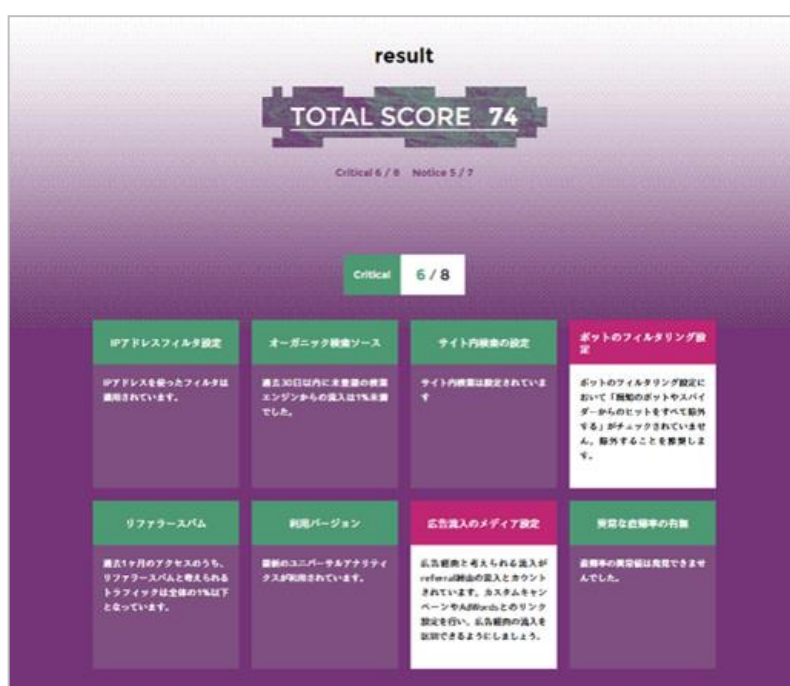 result
TOTAL SCORE 74
Critical 6 / 8 Notice 5 / 7
Critical 6 / 8
IPアドレスフィルタ設定
IPアドレスを使ったフィルタは
適用されています。
オーガニック検索ソース
過去30日以内に未登録の検索
エンジンからの流入は1%未満
でした。
サイト内検索の設定
サイト内検索は設定されていま
す
ボットのフィルタリング設
定
ボットのフィルタリング設定に
おいて「既知のボットやスパイ
ダーからのヒットをすべて除外
する」がチェックされていませ
ん。除外することを推奨しま
す。
リファラースパム
過去1ヶ月のアクセスのうち、
リファラースパムと考えられる
トラフィックは全体の1%以下
となっています。
利用バージョン
最新のユニバーサルアナリティ
クスが利用されています。
広告流入のメディア設定
広告経由と考えられる流入が
referral経由の流入とカウント
されています。カスタムキャン
ペーンやAdWordsとのリンク
設定を行い、広告経由の流入を
区別できるようにしましょう。
異常な直帰率の有無
直帰率の異常値は発見できませ
んでした。